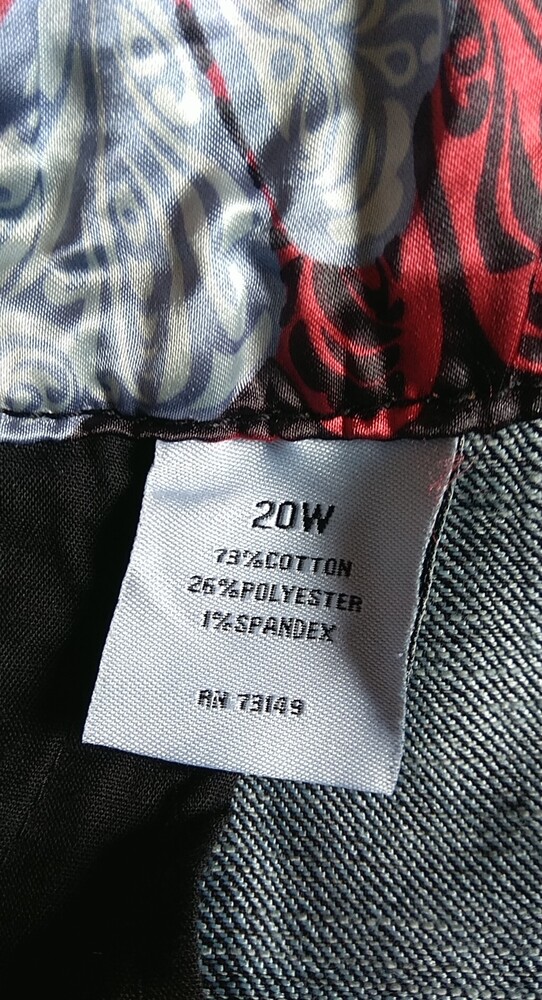 20W
73%COTTON
26%POLYESTER
1%SPANDEX
RN 73149